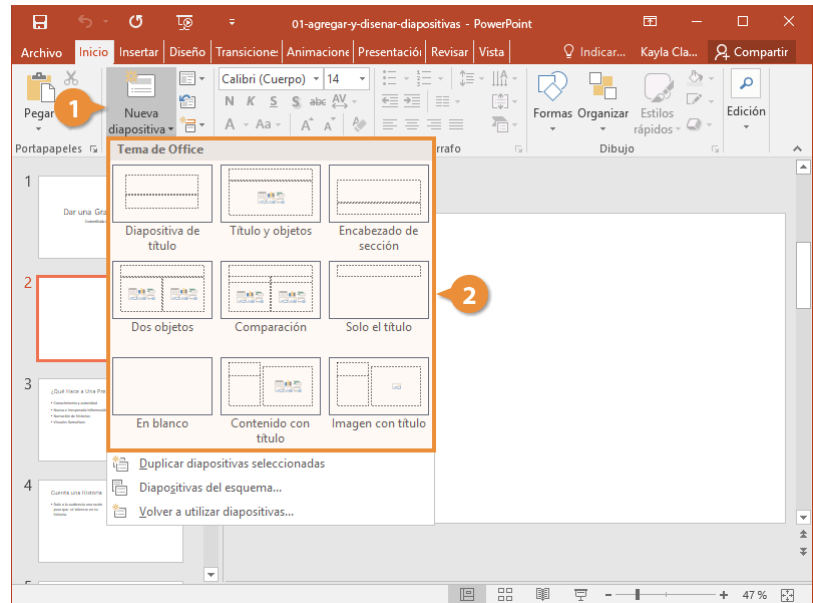 01-agregar-y-disenar-diapositivas - PowerPoint
Archivo Inicio Insertar Diseño Transicione: Animacione Presentació Revisar Vista Indicar... Kayla Cla... Compartir
Pegar
1
Nueva
diapositiva
Calibri (Cuerpo) 14
N K S S abc AV
A Aa A A
Formas Organizar Estilos
rápidos
Edición
Portapapeles rrafo Dibujo
Tema de Office
Diapositiva de
título
Título y objetos
Encabezado de
sección
Dos objetos
Comparación
Solo el título
2
En blanco
Contenido con
título
Imagen con título
Duplicar diapositivas seleccionadas
Diapositivas del esquema...
Volver a utilizar diapositivas...
1
Dar una Gra
2
3
¿Qué Hace a Una Pre
4
Cuenta una Historia
47 %